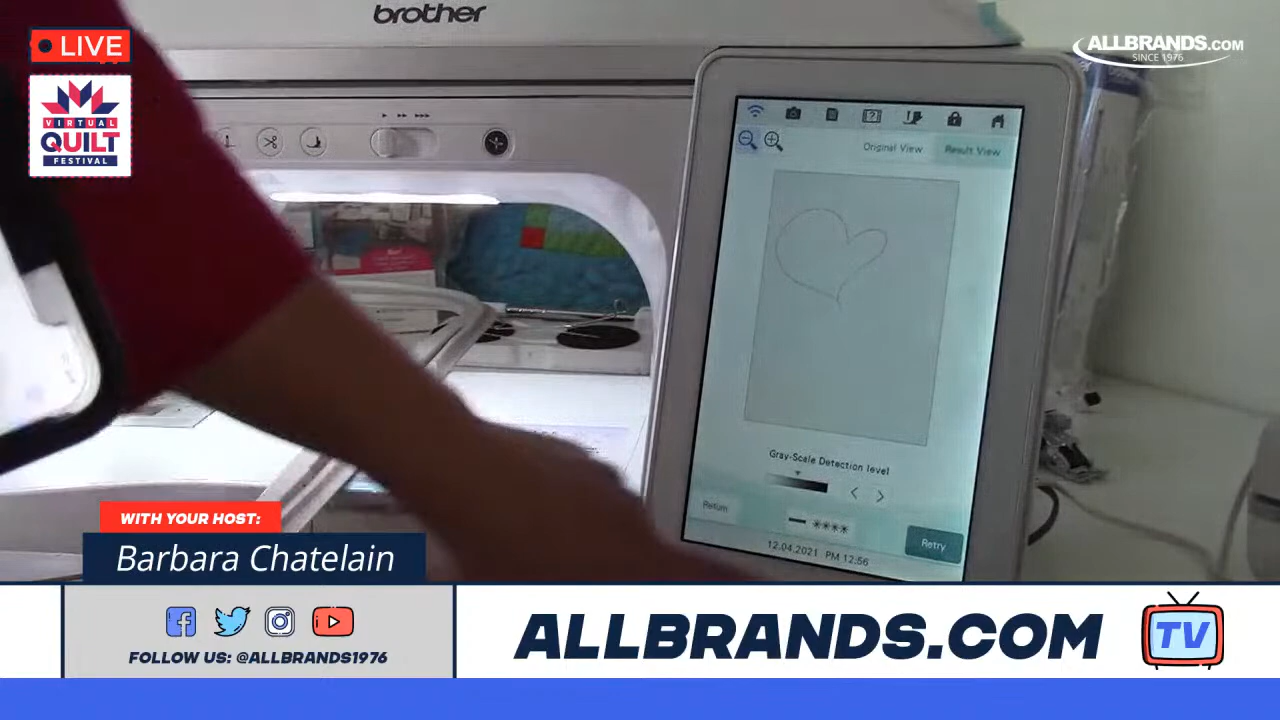 brother
LIVE
ALLBRANDS.COM
SINCE 1976
VIRTUAL
QUILT
FESTIVAL
Original View
Result View
Gray-Scale Detection level
Return
Retry
12.04.2021 PM 12:56
WITH YOUR HOST:
Barbara Chatelain
FOLLOW US: @ALLBRANDS1976
ALLBRANDS.COM
TV